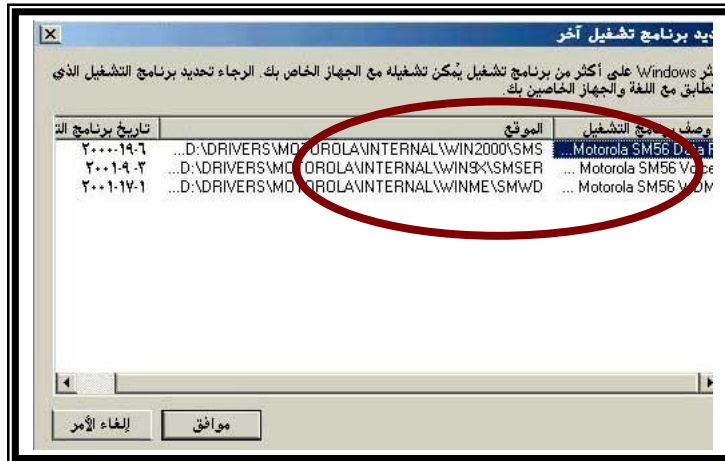 ديد برنامج تشغيل آخر
ثر Windows على أكثر من برنامج تشغيل يُمكن تشغيله مع الجهاز الخاص بك. الرجاء تحديد برنامج التشغيل الذي
تطابق مع اللغة والجهاز الخاصين بك.
وصف برنامج التشغيل الموقع تاريخ برنامج الت
Motorola SM56 Data F... D:\DRIVERS\MOTOROLA\INTERNAL\WIN2000\SMS... ٢٠٠٠-١٩-٦
Motorola SM56 Voice ... D:\DRIVERS\MOTOROLA\INTERNAL\WIN9X\SMSER... ٢٠٠١-٩-٣
Motorola SM56 WDM ... D:\DRIVERS\MOTOROLA\INTERNAL\WINME\SMWD... ٢٠٠١-١٧-١
موافق إلغاء الأمر